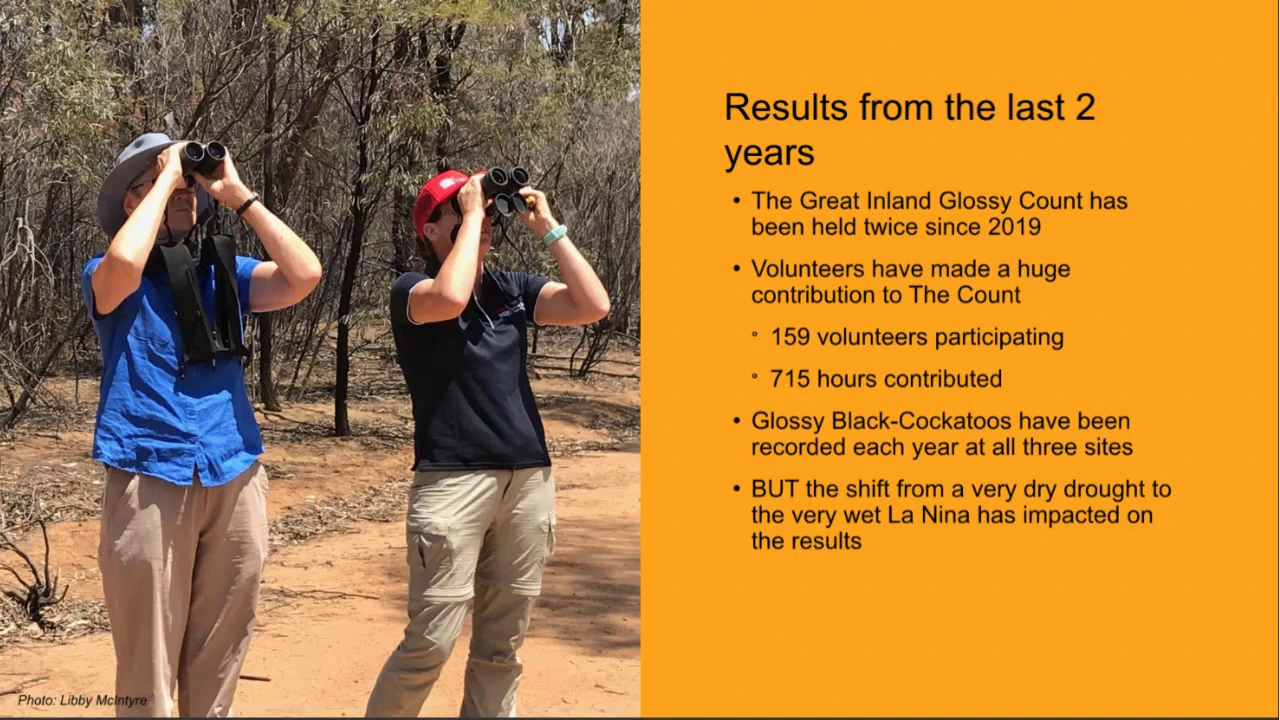 Results from the last 2
years
• The Great Inland Glossy Count has
been held twice since 2019
• Volunteers have made a huge
contribution to The Count
° 159 volunteers participating
° 715 hours contributed
• Glossy Black-Cockatoos have been
recorded each year at all three sites
• BUT the shift from a very dry drought to
the very wet La Nina has impacted on
the results
Photo: Libby McIntyre